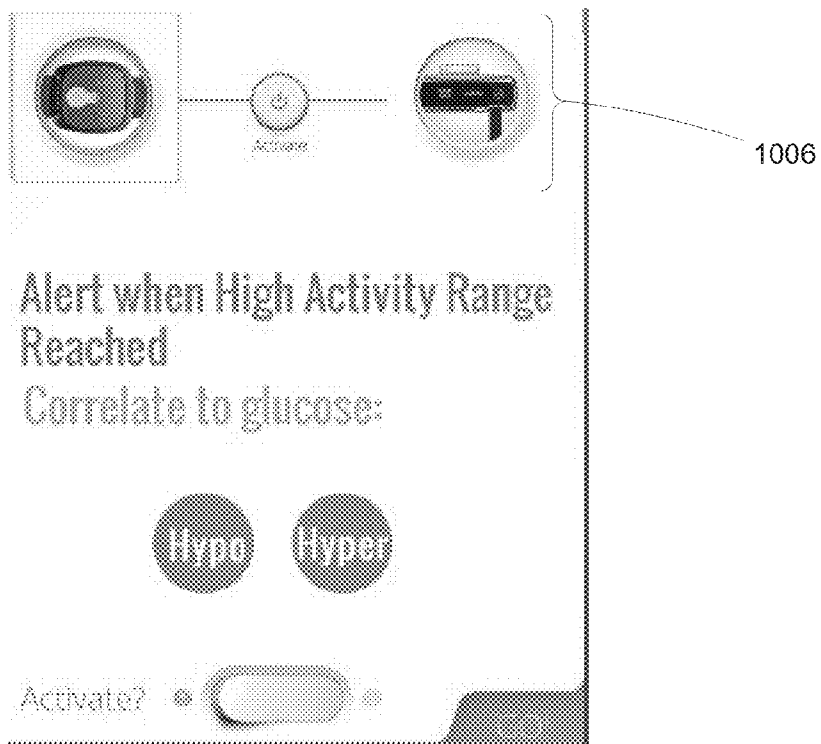 Activate
1006
Alert when High Activity Range
Reached
Correlate to glucose:
Hypo Hyper
Activate?